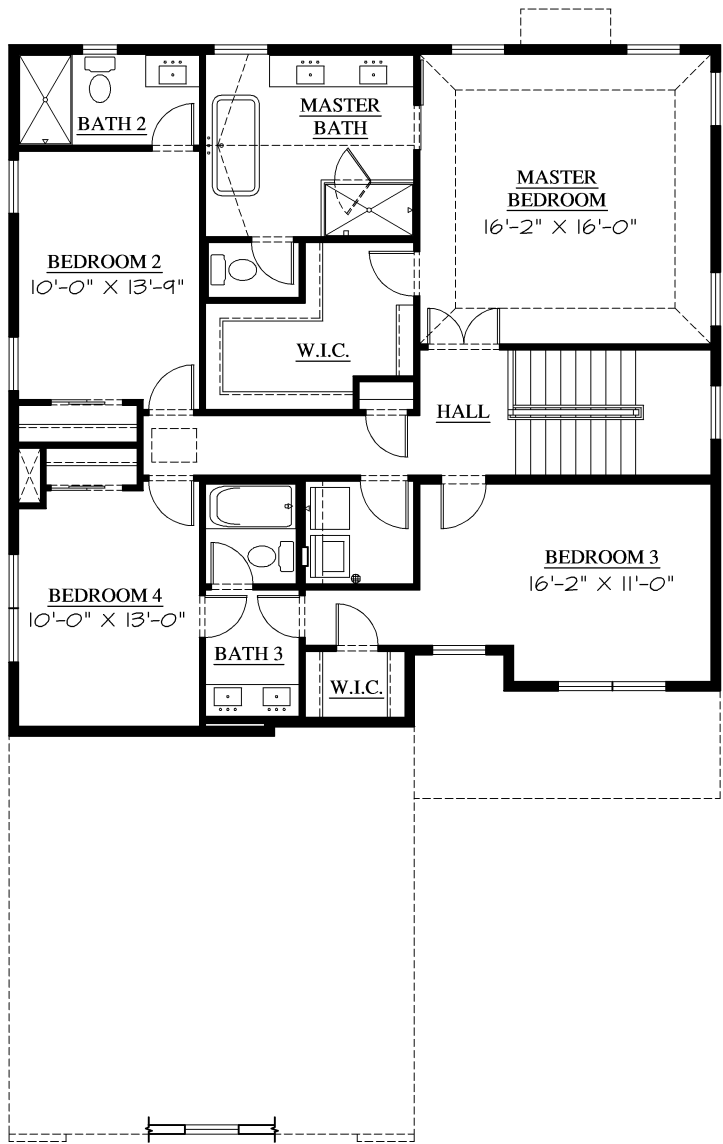 BATH 2
MASTER
BATH
MASTER
BEDROOM
16'-2" X 16'-0"
BEDROOM 2
10'-0" X 13'-9"
W.I.C.
HALL
BEDROOM 3
16'-2" X 11'-0"
BEDROOM 4
10'-0" X 13'-0"
BATH 3
W.I.C.